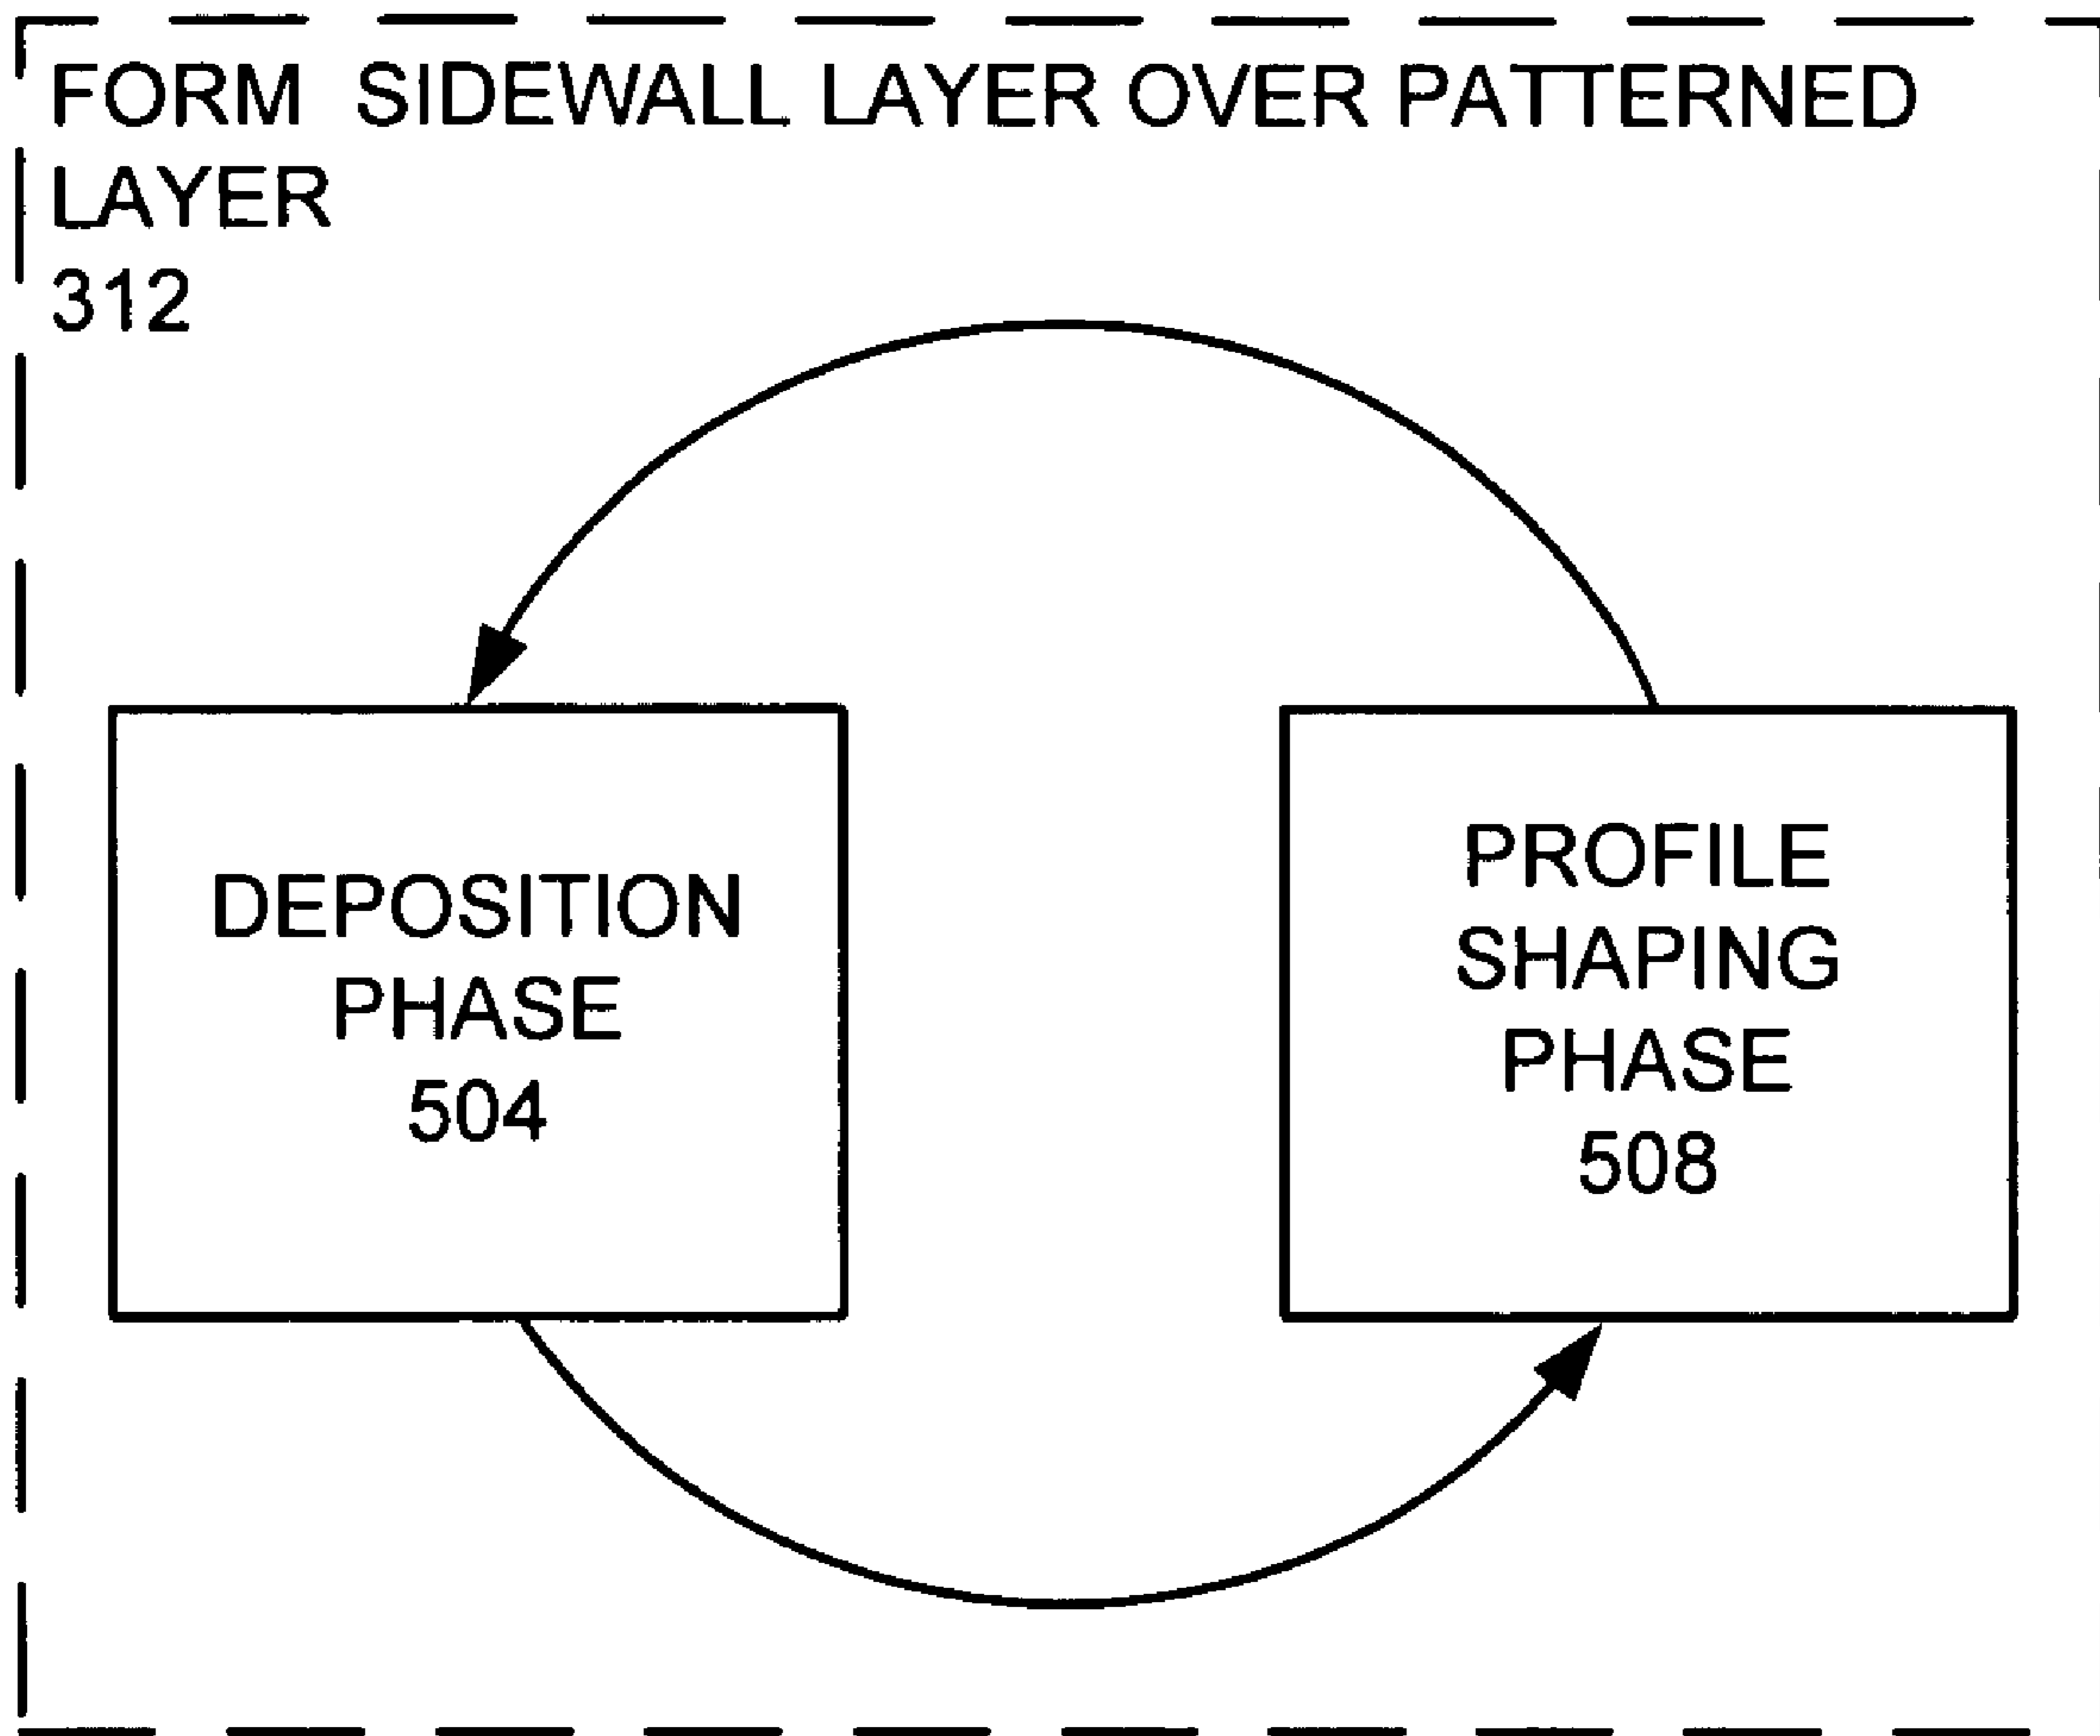 FORM SIDEWALL LAYER OVER PATTERNED
LAYER
312
DEPOSITION
PHASE
504
PROFILE
SHAPING
PHASE
508